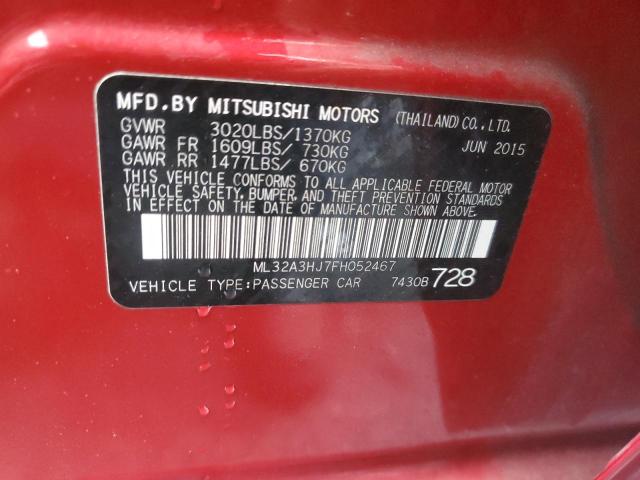 MFD.BY MITSUBISHI MOTORS (THAILAND)CO.,LTD.
GVWR 3020LBS/1370KG JUN 2015
GAWR FR 1609LBS/ 730KG
GAWR RR 1477LBS/ 670KG
THIS VEHICLE CONFORMS TO ALL APPLICABLE FEDERAL MOTOR
VEHICLE SAFETY, BUMPER, AND THEFT PREVENTION STANDARDS
IN EFFECT ON THE DATE OF MANUFACTURE SHOWN ABOVE.
ML32A3HJ7FH052467
VEHICLE TYPE:PASSENGER CAR 7430B 728